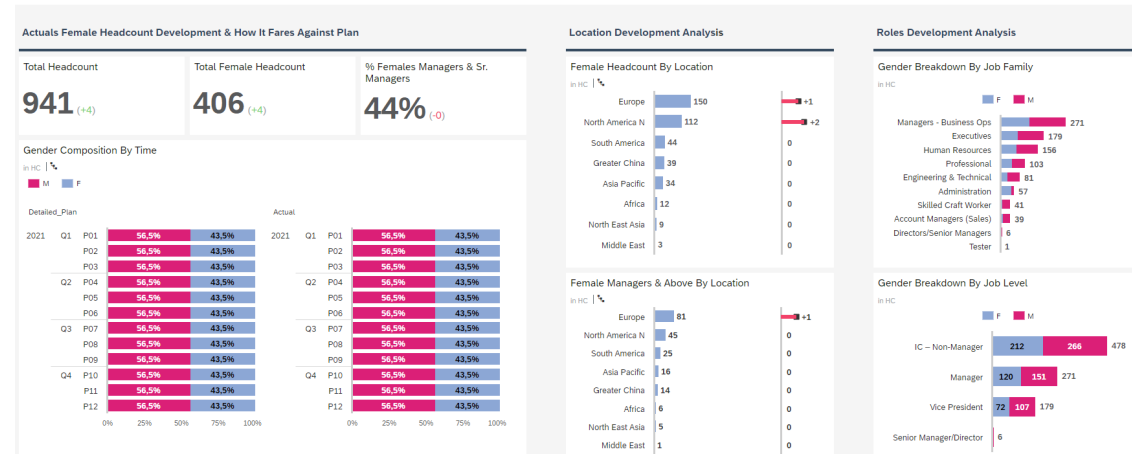 Actuals Female Headcount Development & How It Fares Against Plan
Total Headcount
941 (+4)
Total Female Headcount
406 (+4)
% Females Managers & Sr.
Managers
44% (-0)
Gender Composition By Time
in HC
M F
Detailed_Plan
2021 Q1 P01 56,5% 43,5%
P02 56,5% 43,5%
P03 56,5% 43,5%
Q2 P04 56,5% 43,5%
P05 56,5% 43,5%
P06 56,5% 43,5%
Q3 P07 56,5% 43,5%
P08 56,5% 43,5%
P09 56,5% 43,5%
Q4 P10 56,5% 43,5%
P11 56,5% 43,5%
P12 56,5% 43,5%
0% 25% 50% 75% 100%
Actual
2021 Q1 P01 56,5% 43,5%
P02 56,5% 43,5%
P03 56,5% 43,5%
Q2 P04 56,5% 43,5%
P05 56,5% 43,5%
P06 56,5% 43,5%
Q3 P07 56,5% 43,5%
P08 56,5% 43,5%
P09 56,5% 43,5%
Q4 P10 56,5% 43,5%
P11 56,5% 43,5%
P12 56,5% 43,5%
0% 25% 50% 75% 100%
Location Development Analysis
Female Headcount By Location
in HC
Europe 150 +1
North America N 112 +2
South America 44 0
Greater China 39 0
Asia Pacific 34 0
Africa 12 0
North East Asia 9 0
Middle East 3 0
Female Managers & Above By Location
in HC
Europe 81 +1
North America N 45 0
South America 25 0
Asia Pacific 16 0
Greater China 14 0
Africa 6 0
North East Asia 5 0
Middle East 1 0
Roles Development Analysis
Gender Breakdown By Job Family
in HC
F M
Managers - Business Ops 271
Executives 179
Human Resources 156
Professional 103
Engineering & Technical 81
Administration 57
Skilled Craft Worker 41
Account Managers (Sales) 39
Directors/Senior Managers 6
Tester 1
Gender Breakdown By Job Level
in HC
F M
IC – Non-Manager 212 266 478
Manager 120 151 271
Vice President 72 107 179
Senior Manager/Director 6